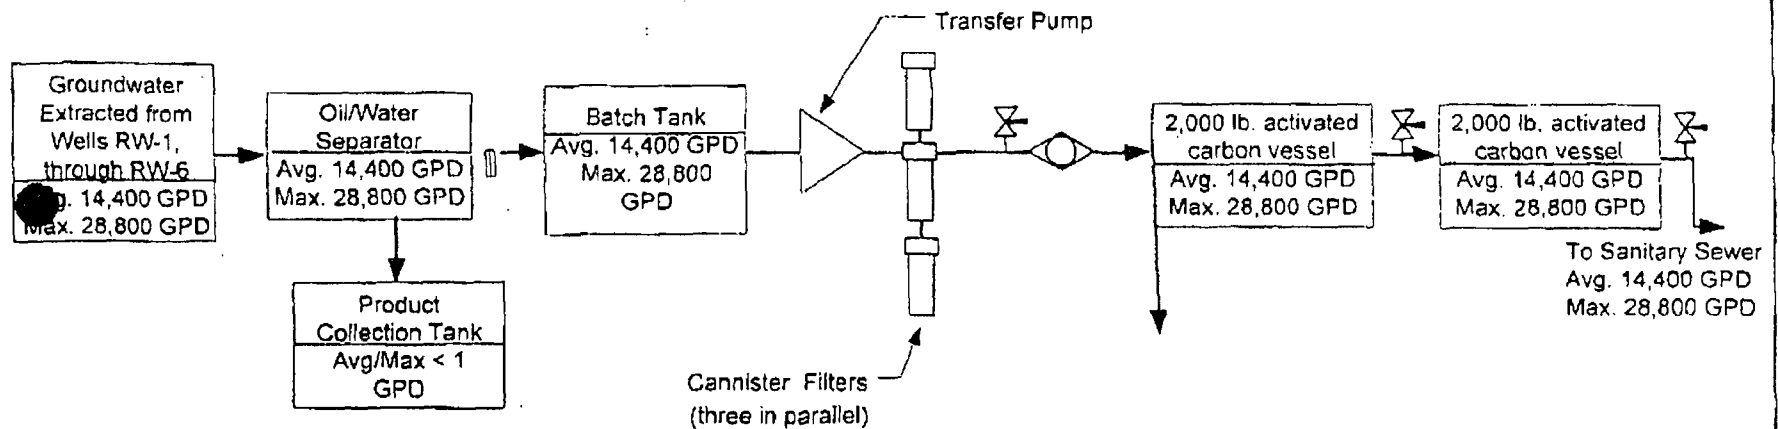 Transfer Pump
Groundwater
Extracted from
Wells RW-1,
through RW-6
14,400 GPD
Max. 28,800 GPD
Oil/Water
Separator
Avg. 14,400 GPD
Max. 28,800 GPD
Product
Collection Tank
Avg/Max < 1
GPD
Batch Tank
Avg. 14,400 GPD
Max. 28,800
GPD
Cannister Filters
(three in parallel)
2,000 lb. activated
carbon vessel
Avg. 14,400 GPD
Max. 28,800 GPD
2,000 lb. activated
carbon vessel
Avg. 14,400 GPD
Max. 28,800 GPD
To Sanitary Sewer
Avg. 14,400 GPD
Max. 28,800 GPD